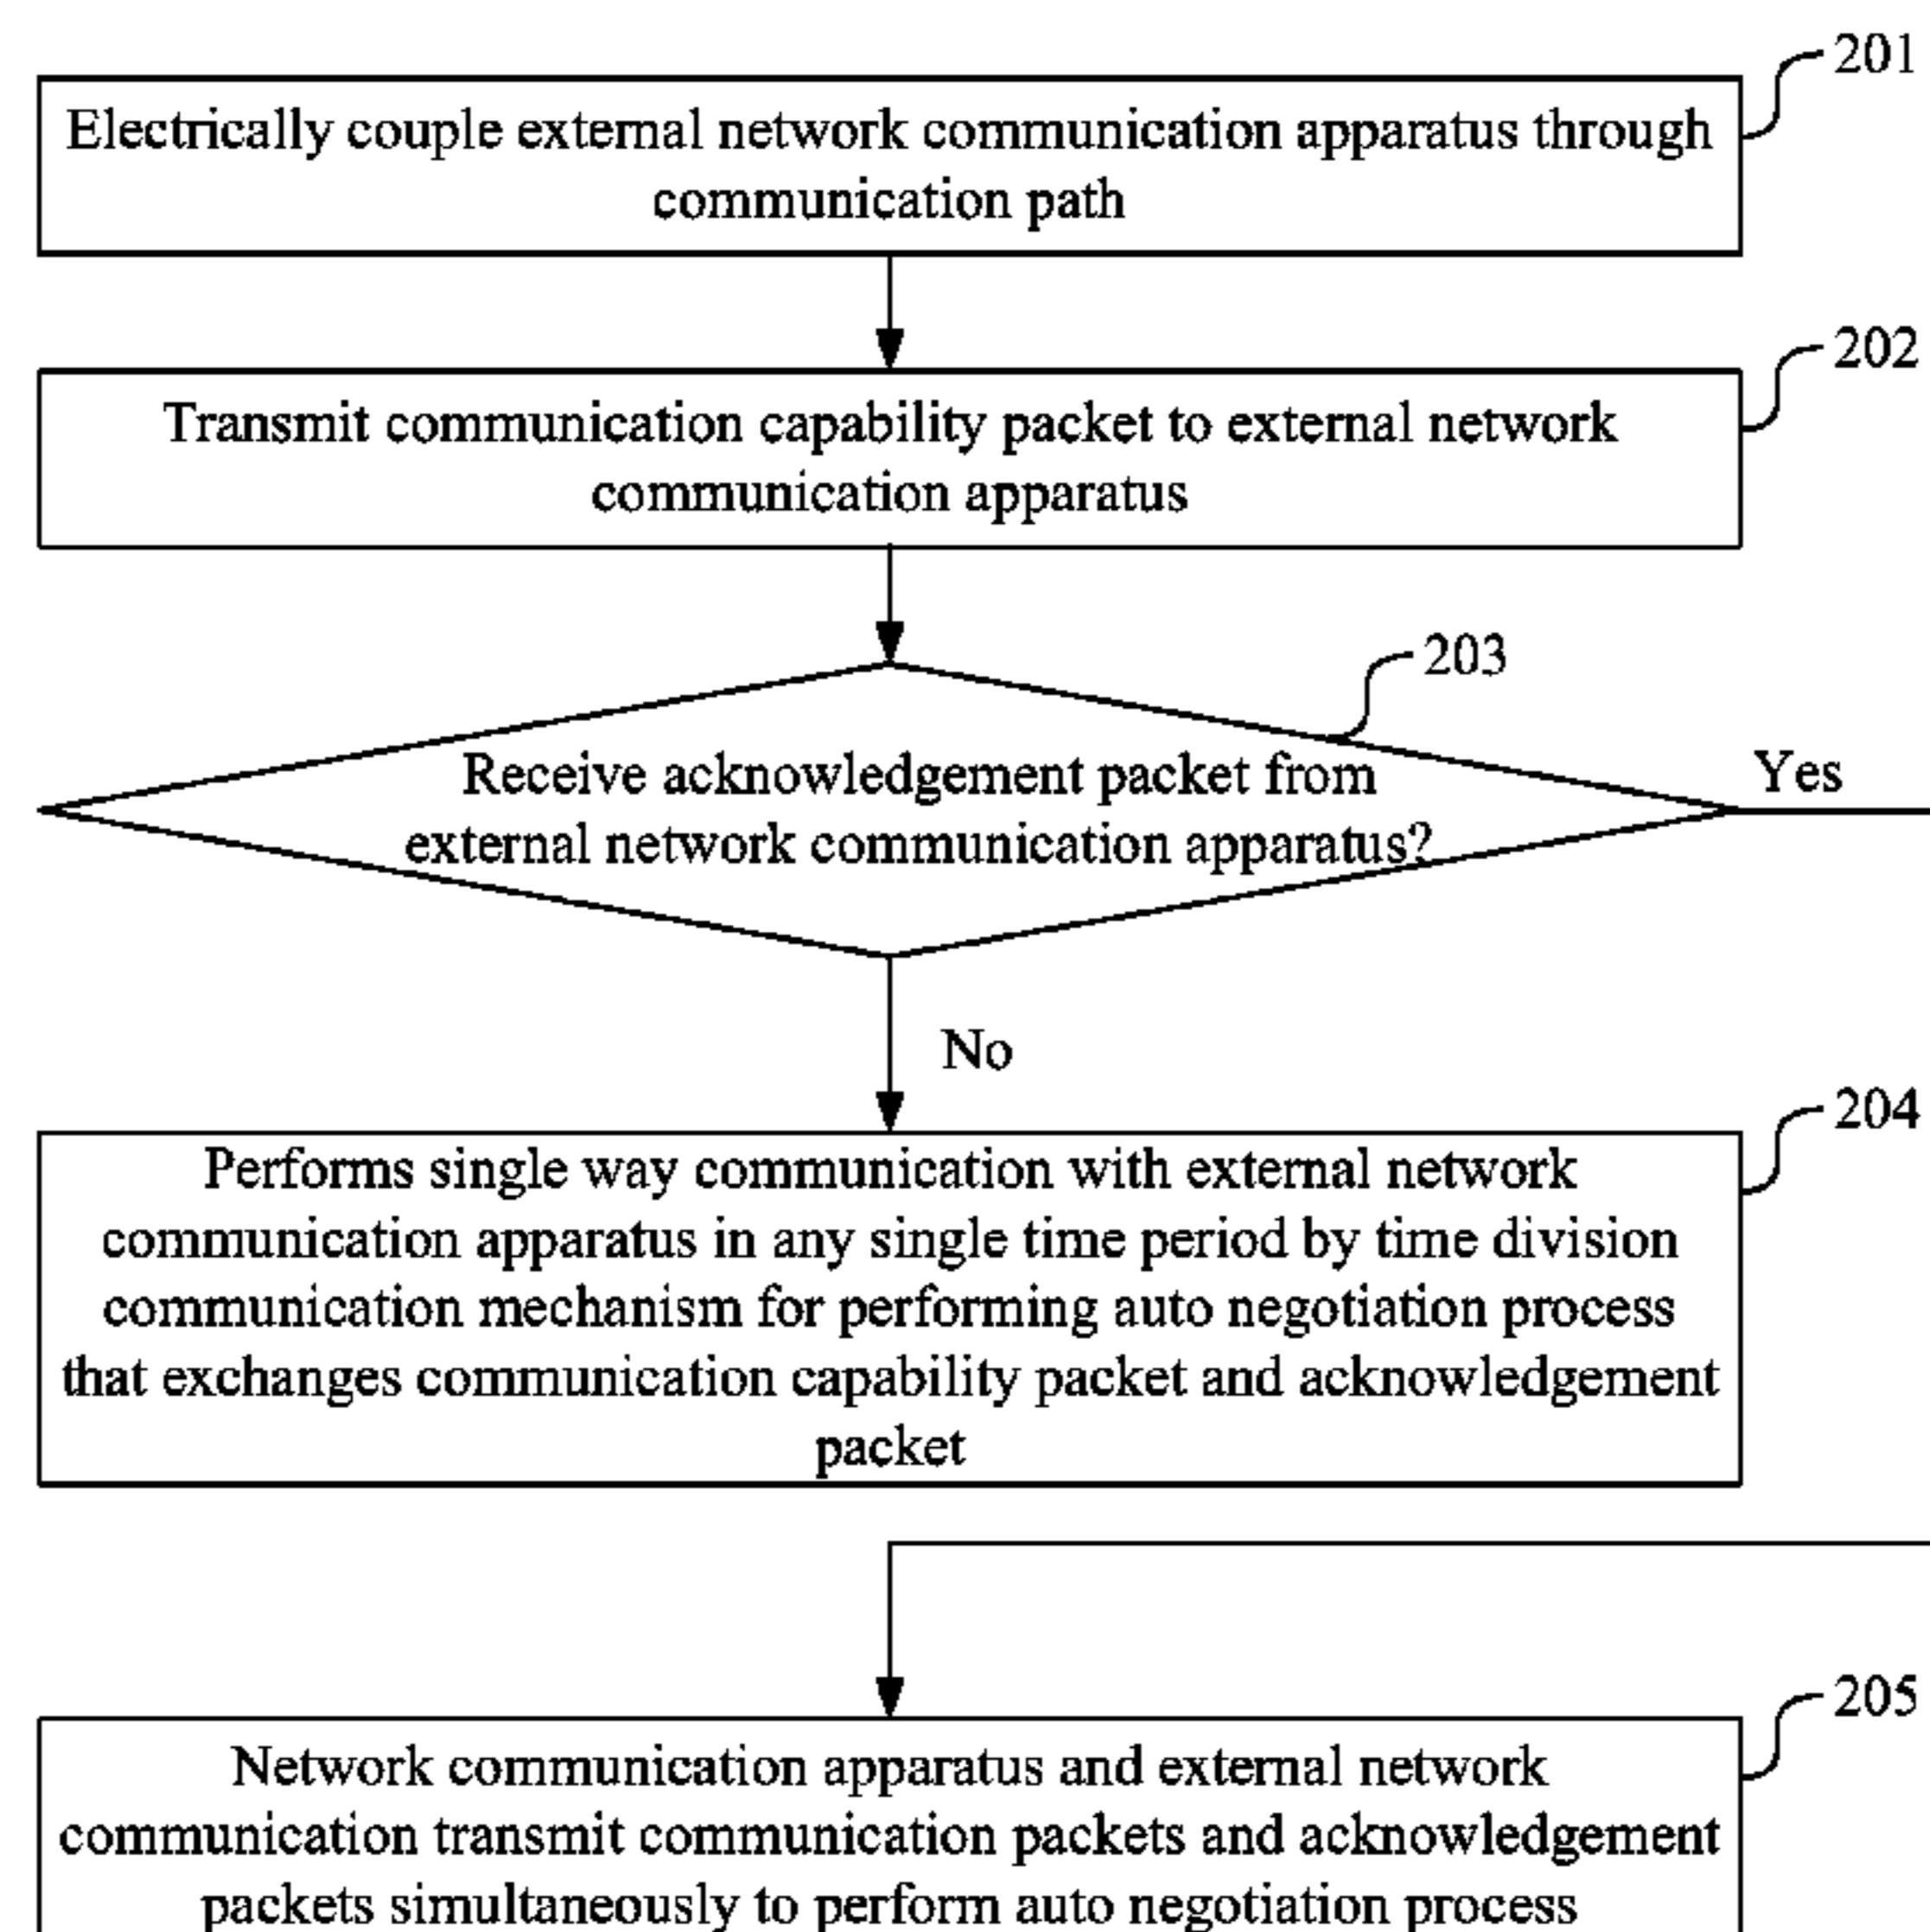 201
Electrically couple external network communication apparatus through
communication path
202
Transmit communication capability packet to external network
communication apparatus
203
Receive acknowledgement packet from
external network communication apparatus?
Yes
No
204
Performs single way communication with external network
communication apparatus in any single time period by time division
communication mechanism for performing auto negotiation process
that exchanges communication capability packet and acknowledgement
packet
205
Network communication apparatus and external network
communication transmit communication packets and acknowledgement
packets simultaneously to perform auto negotiation process